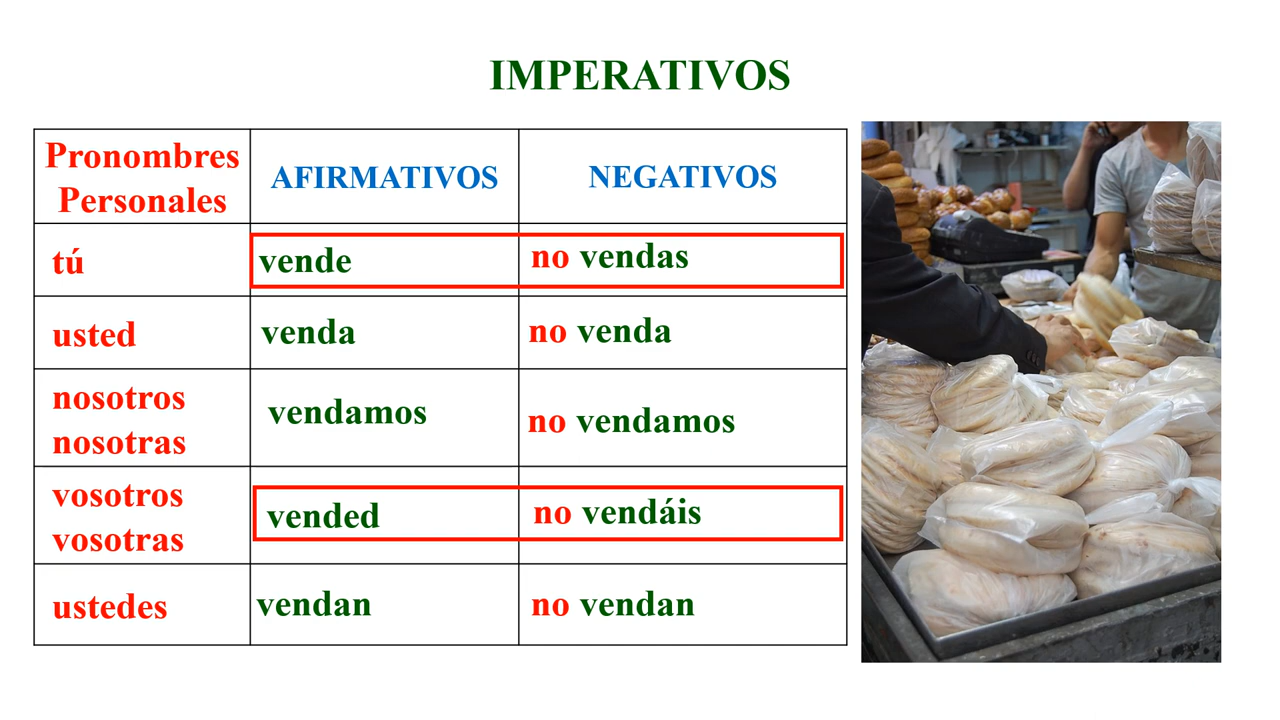 IMPERATIVOS
Pronombres
Personales
AFIRMATIVOS
NEGATIVOS
tú
vende
no vendas
usted
venda
no venda
nosotros
nosotras
vendamos
no vendamos
vosotros
vosotras
vended
no vendáis
ustedes
vendan
no vendan